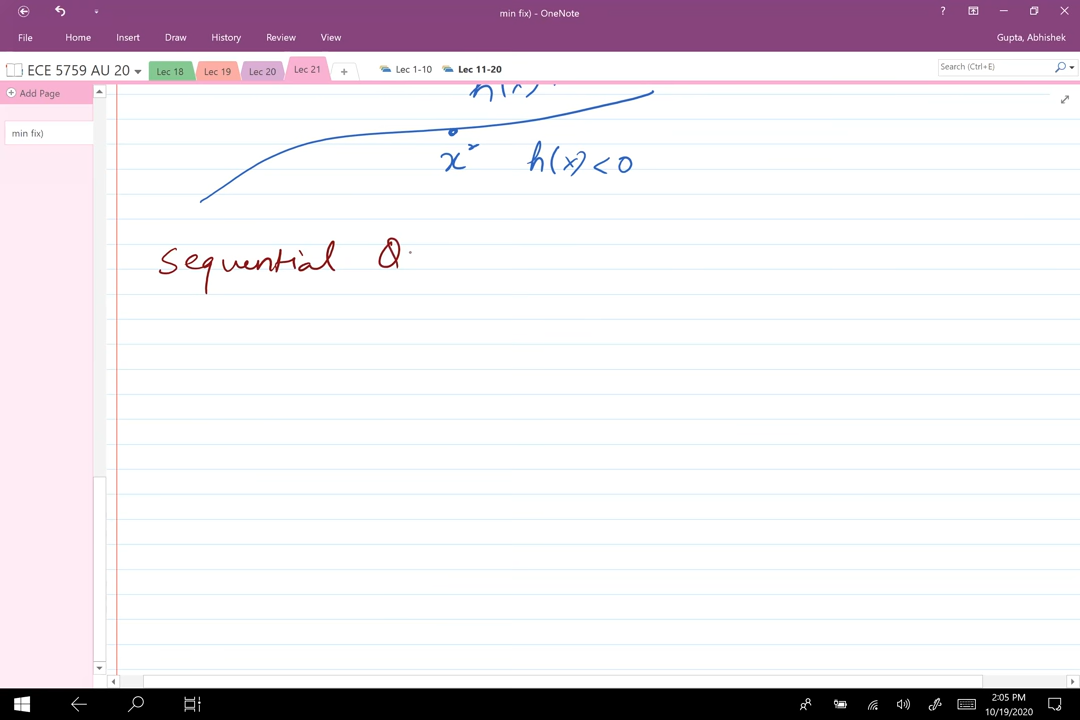 min fix) - OneNote
?
Gupta, Abhishek
File Home Insert Draw History Review View
ECE 5759 AU 20
Lec 18
Lec 19
Lec 20
Lec 21
Lec 1-10
Lec 11-20
Search (Ctrl+E)
Add Page
min fix)
x² h(x) < 0
Sequential Q
2:05 PM
10/19/2020